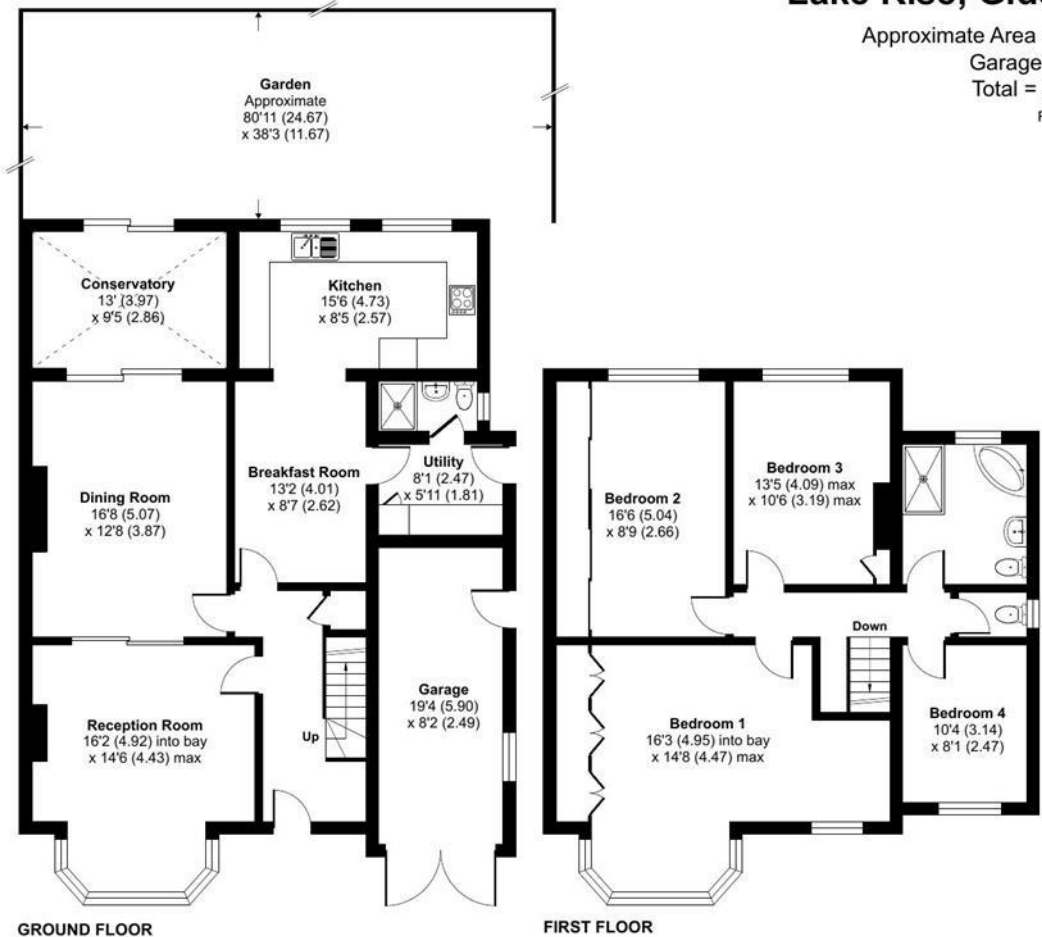 Approximate Area
Garage
Total =
Garden
Approximate
80'11 (24.67)
x 38'3 (11.67)
Conservatory
13' (3.97)
x 9'5 (2.86)
Kitchen
15'6 (4.73)
x 8'5 (2.57)
Dining Room
16'8 (5.07)
x 12'8 (3.87)
Breakfast Room
13'2 (4.01)
x 8'7 (2.62)
Utility
8'1 (2.47)
x 5'11 (1.81)
Reception Room
16'2 (4.92) into bay
x 14'6 (4.43) max
Up
Garage
19'4 (5.90)
x 8'2 (2.49)
GROUND FLOOR
Bedroom 2
16'6 (5.04)
x 8'9 (2.66)
Bedroom 3
13'5 (4.09) max
x 10'6 (3.19) max
Down
Bedroom 1
16'3 (4.95) into bay
x 14'8 (4.47) max
Bedroom 4
10'4 (3.14)
x 8'1 (2.47)
FIRST FLOOR